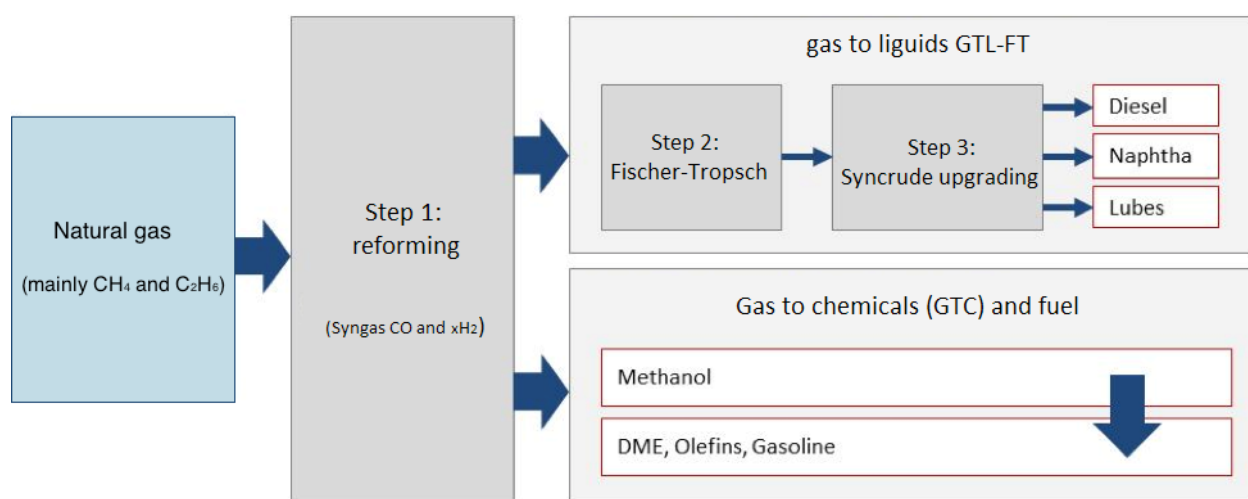 Natural gas
(mainly CH₄ and C₂H₆)
Step 1:
reforming
(Syngas CO and xH₂)
gas to liguids GTL-FT
Step 2:
Fischer-Tropsch
Step 3:
Syncrude upgrading
Diesel
Naphtha
Lubes
Gas to chemicals (GTC) and fuel
Methanol
DME, Olefins, Gasoline